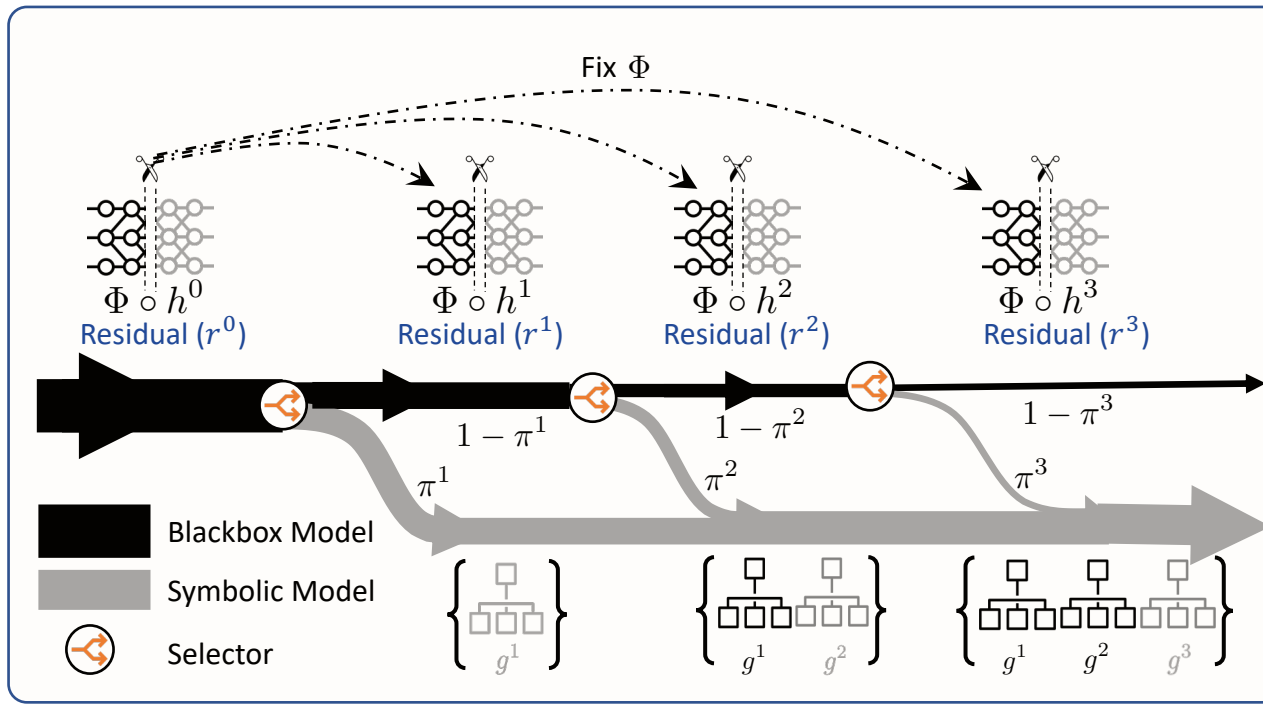 Fix Φ
Φ ∘ h⁰ Φ ∘ h¹ Φ ∘ h² Φ ∘ h³
Residual (r⁰) Residual (r¹) Residual (r²) Residual (r³)
1 − π¹ 1 − π² 1 − π³
π¹ π² π³
Blackbox Model
Symbolic Model
Selector
g¹ g¹ g² g¹ g² g³